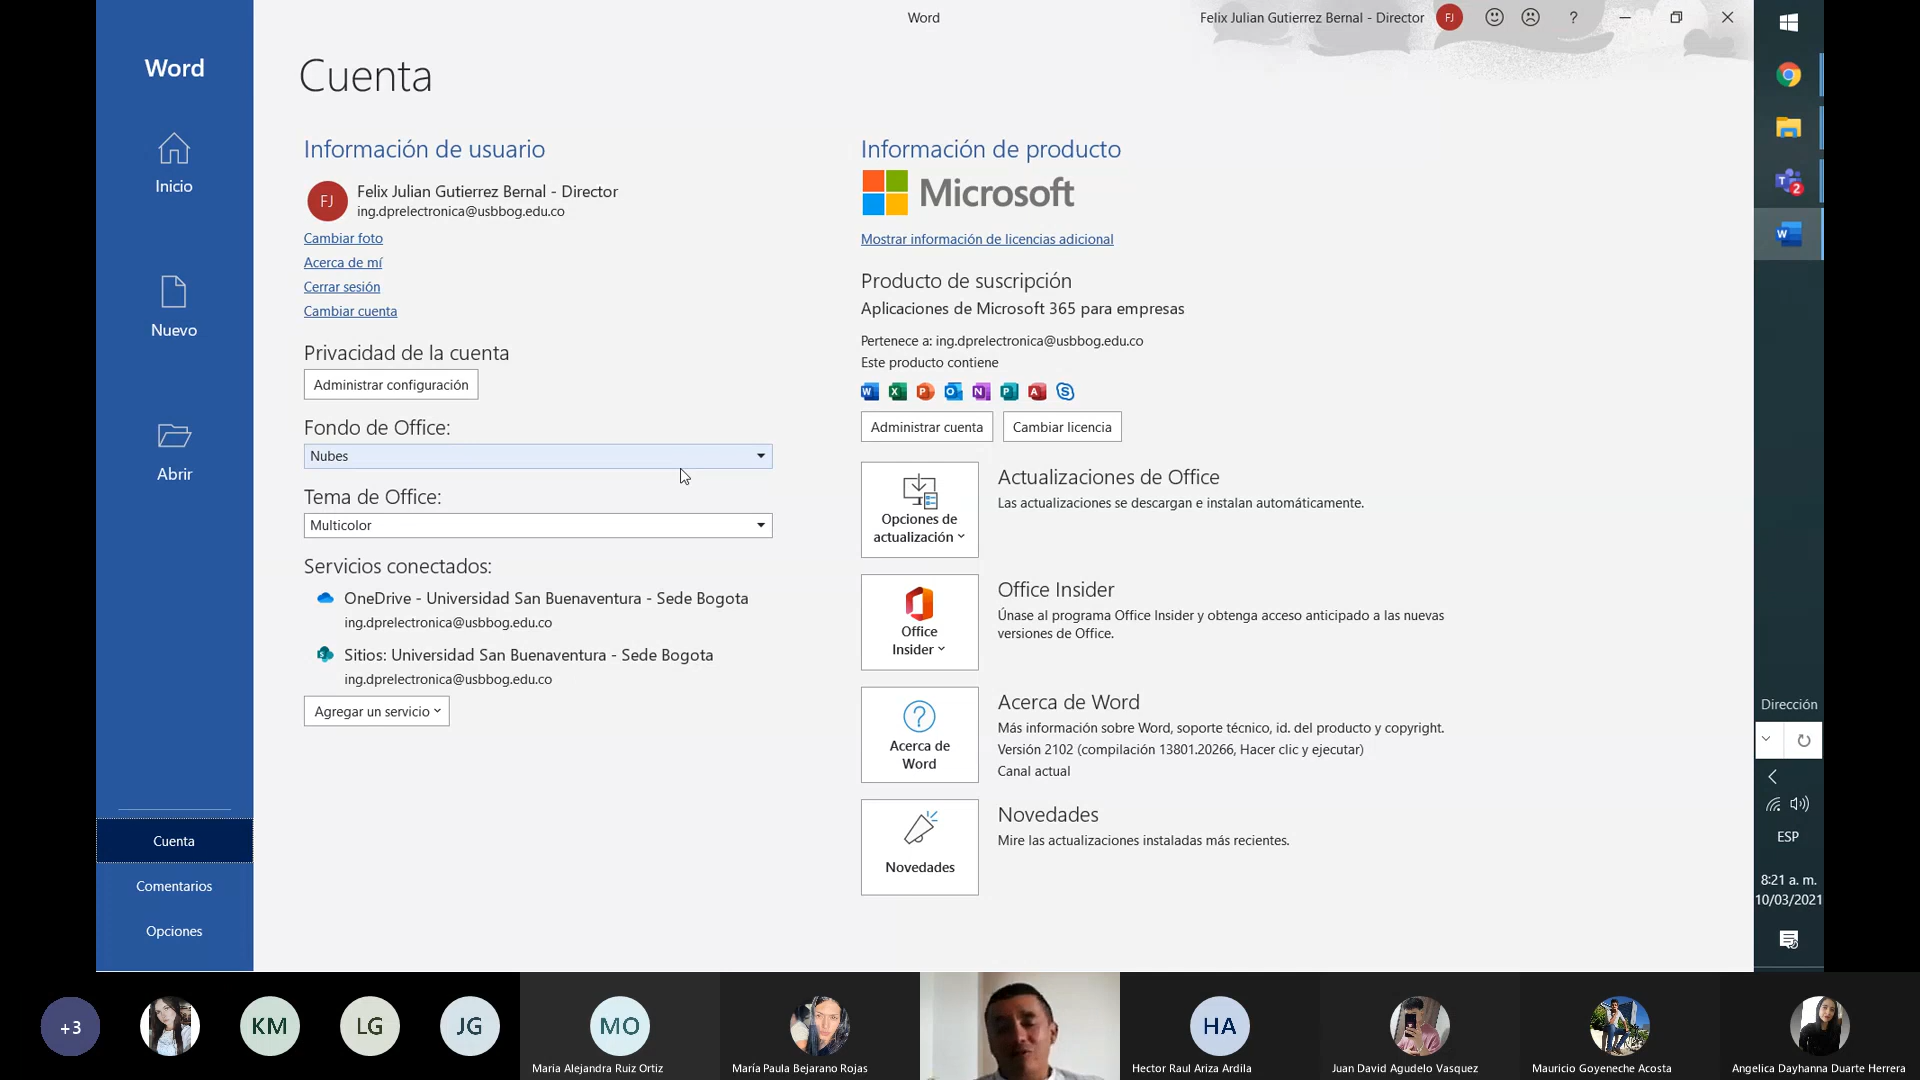 Word
Felix Julian Gutierrez Bernal - Director
FJ
?
Word
Inicio
Nuevo
Abrir
Cuenta
Comentarios
Opciones
Cuenta
Información de usuario
FJ
Felix Julian Gutierrez Bernal - Director
ing.dprelectronica@usbbog.edu.co
Cambiar foto
Acerca de mí
Cerrar sesión
Cambiar cuenta
Privacidad de la cuenta
Administrar configuración
Fondo de Office:
Nubes
Tema de Office:
Multicolor
Servicios conectados:
OneDrive - Universidad San Buenaventura - Sede Bogota
ing.dprelectronica@usbbog.edu.co
Sitios: Universidad San Buenaventura - Sede Bogota
ing.dprelectronica@usbbog.edu.co
Agregar un servicio
Información de producto
Microsoft
Mostrar información de licencias adicional
Producto de suscripción
Aplicaciones de Microsoft 365 para empresas
Pertenece a: ing.dprelectronica@usbbog.edu.co
Este producto contiene
Administrar cuenta
Cambiar licencia
Opciones de
actualización
Actualizaciones de Office
Las actualizaciones se descargan e instalan automáticamente.
Office
Insider
Office Insider
Únase al programa Office Insider y obtenga acceso anticipado a las nuevas
versiones de Office.
Acerca de
Word
Acerca de Word
Más información sobre Word, soporte técnico, id. del producto y copyright.
Versión 2102 (compilación 13801.20266, Hacer clic y ejecutar)
Canal actual
Novedades
Novedades
Mire las actualizaciones instaladas más recientes.
2
Dirección
ESP
8:21 a. m.
10/03/2021
+3
KM
LG
JG
MO
Maria Alejandra Ruiz Ortiz
María Paula Bejarano Rojas
HA
Hector Raul Ariza Ardila
Juan David Agudelo Vasquez
Mauricio Goyeneche Acosta
Angelica Dayhanna Duarte Herrera